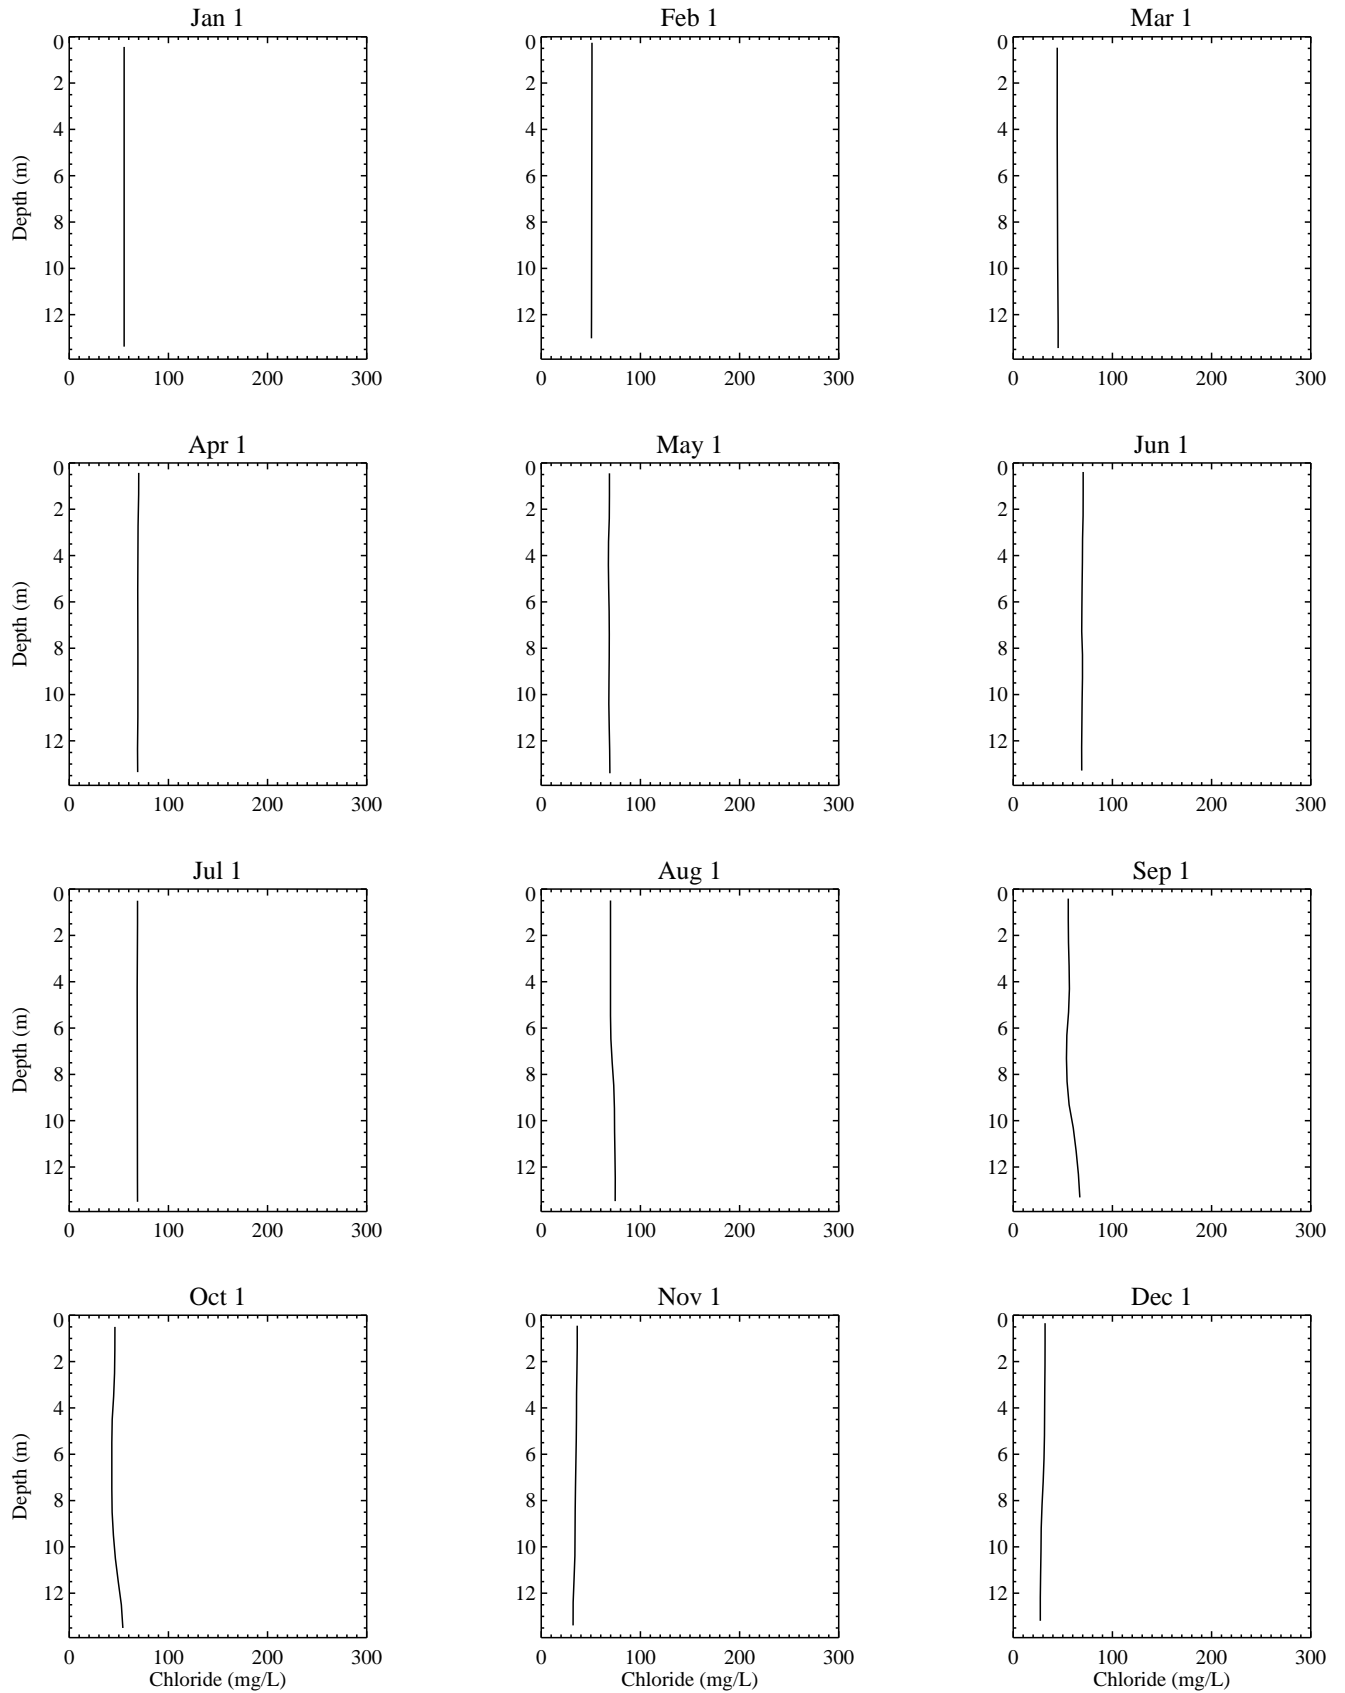 Jan 1 Feb 1 Mar 1
0 0 0
2 2 2
4 4 4
6 6 6
8 8 8
10 10 10
12 12 12
Depth (m)
0 100 200 300 0 100 200 300 0 100 200 300
Apr 1 May 1 Jun 1
0 0 0
2 2 2
4 4 4
6 6 6
8 8 8
10 10 10
12 12 12
Depth (m)
0 100 200 300 0 100 200 300 0 100 200 300
Jul 1 Aug 1 Sep 1
0 0 0
2 2 2
4 4 4
6 6 6
8 8 8
10 10 10
12 12 12
Depth (m)
0 100 200 300 0 100 200 300 0 100 200 300
Oct 1 Nov 1 Dec 1
0 0 0
2 2 2
4 4 4
6 6 6
8 8 8
10 10 10
12 12 12
Depth (m)
0 100 200 300 0 100 200 300 0 100 200 300
Chloride (mg/L) Chloride (mg/L) Chloride (mg/L)